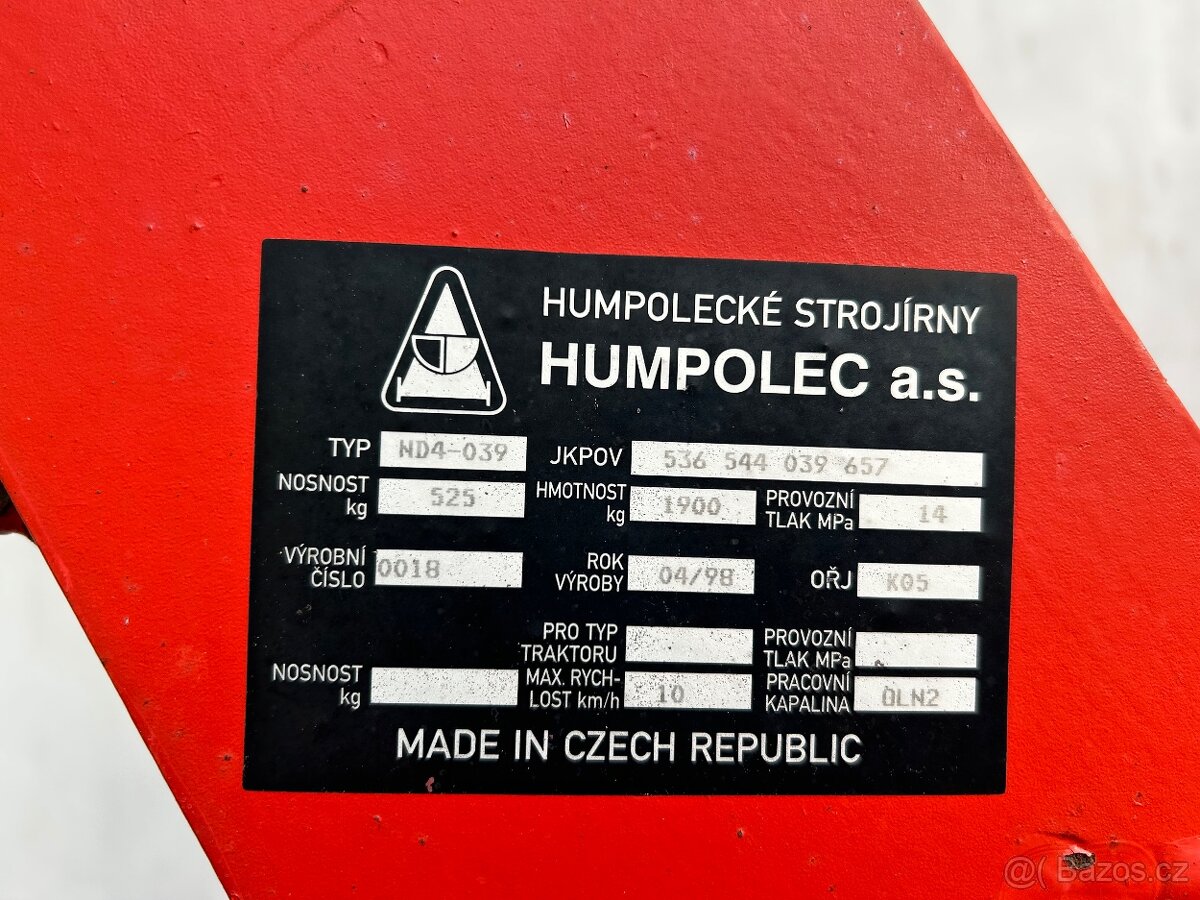 HUMPOLECKÉ STROJÍRNY
HUMPOLEC a.s.
TYP ND4-039 JKPOV 536 544 039 657
NOSNOST kg 525 HMOTNOST kg 1900 PROVOZNÍ TLAK MPa 14
VÝROBNÍ ČÍSLO 0018 ROK VÝROBY 04/98 OŘJ K05
PRO TYP TRAKTORU PROVOZNÍ TLAK MPa
NOSNOST kg MAX. RYCH-LOST km/h 10 PRACOVNÍ KAPALINA OLN2
MADE IN CZECH REPUBLIC
@ Bazos.cz